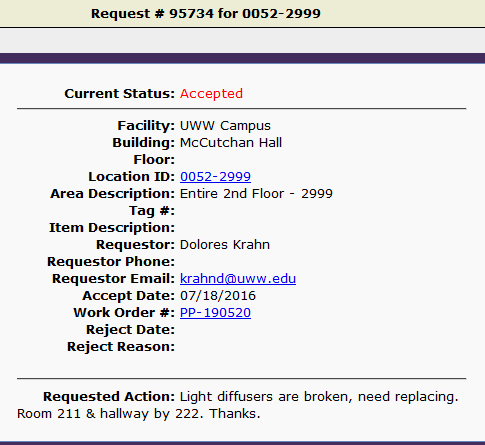 Request # 95734 for 0052-2999
Current Status: Accepted
Facility: UWW Campus
Building: McCutchan Hall
Floor:
Location ID: 0052-2999
Area Description: Entire 2nd Floor - 2999
Tag #:
Item Description:
Requestor: Dolores Krahn
Requestor Phone:
Requestor Email: krahnd@uww.edu
Accept Date: 07/18/2016
Work Order #: PP-190520
Reject Date:
Reject Reason:
Requested Action: Light diffusers are broken, need replacing.
Room 211 & hallway by 222. Thanks.